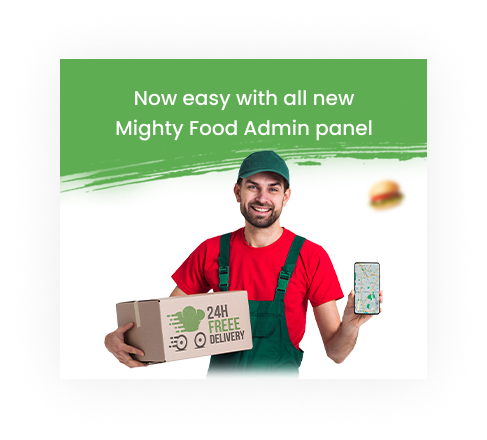 Now easy with all new
Mighty Food Admin panel
24H
FREEE
DELIVERY